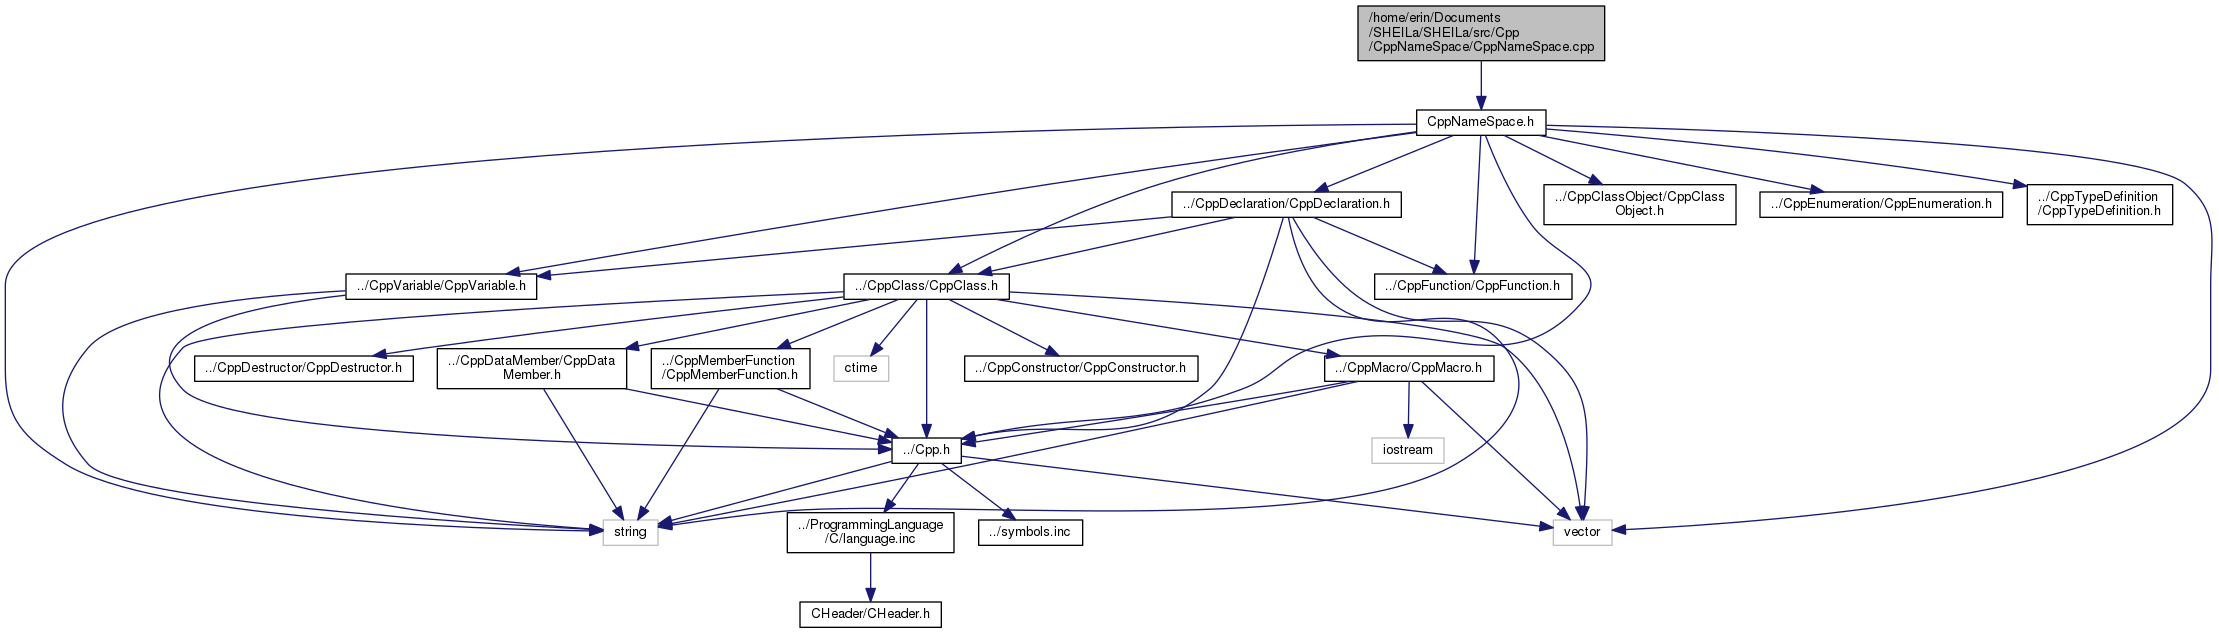 /home/erin/Documents
/SHEILa/SHEILa/src/Cpp
/CppNameSpace/CppNameSpace.cpp
CppNameSpace.h
../CppDeclaration/CppDeclaration.h
../CppClassObject/CppClass
Object.h
../CppEnumeration/CppEnumeration.h
../CppTypeDefinition
/CppTypeDefinition.h
../CppVariable/CppVariable.h
../CppClass/CppClass.h
../CppFunction/CppFunction.h
../CppDestructor/CppDestructor.h
../CppDataMember/CppData
Member.h
../CppMemberFunction
/CppMemberFunction.h
ctime
../CppConstructor/CppConstructor.h
../CppMacro/CppMacro.h
../Cpp.h
iostream
string
../ProgrammingLanguage
/C/language.inc
../symbols.inc
vector
CHeader/CHeader.h